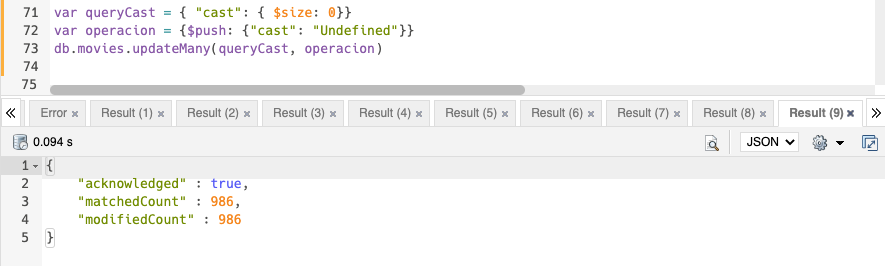 71 var queryCast = { "cast": { $size: 0}}
72 var operacion = {$push: {"cast": "Undefined"}}
73 db.movies.updateMany(queryCast, operacion)
74
75
« Error × Result (1) × Result (2) × Result (3) × Result (4) × Result (5) × Result (6) × Result (7) × Result (8) × Result (9) × »
0.094 s JSON
1 {
2 "acknowledged" : true,
3 "matchedCount" : 986,
4 "modifiedCount" : 986
5 }